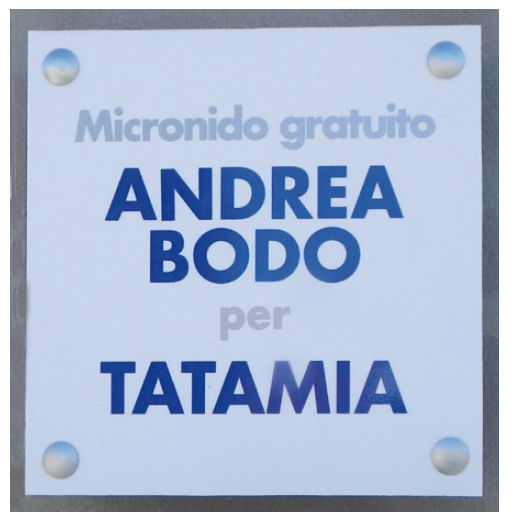 Micronido gratuito
ANDREA
BODO
per
TATAMIA